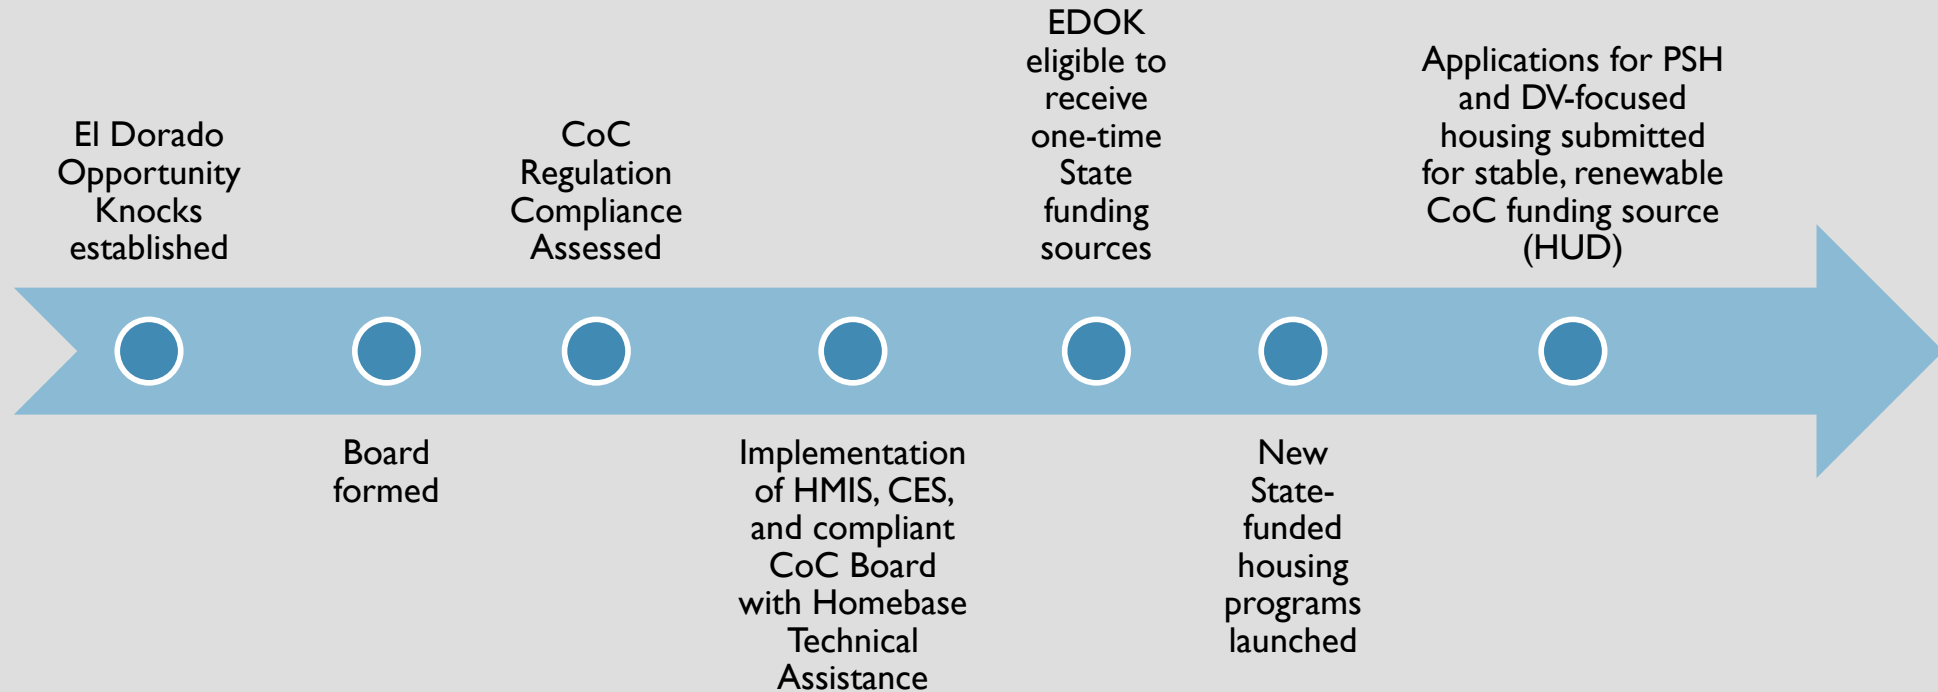 El Dorado
Opportunity
Knocks
established
Board
formed
CoC
Regulation
Compliance
Assessed
Implementation
of HMIS, CES,
and compliant
CoC Board
with Homebase
Technical
Assistance
EDOK
eligible to
receive
one-time
State
funding
sources
New
State-
funded
housing
programs
launched
Applications for PSH
and DV-focused
housing submitted
for stable, renewable
CoC funding source
(HUD)